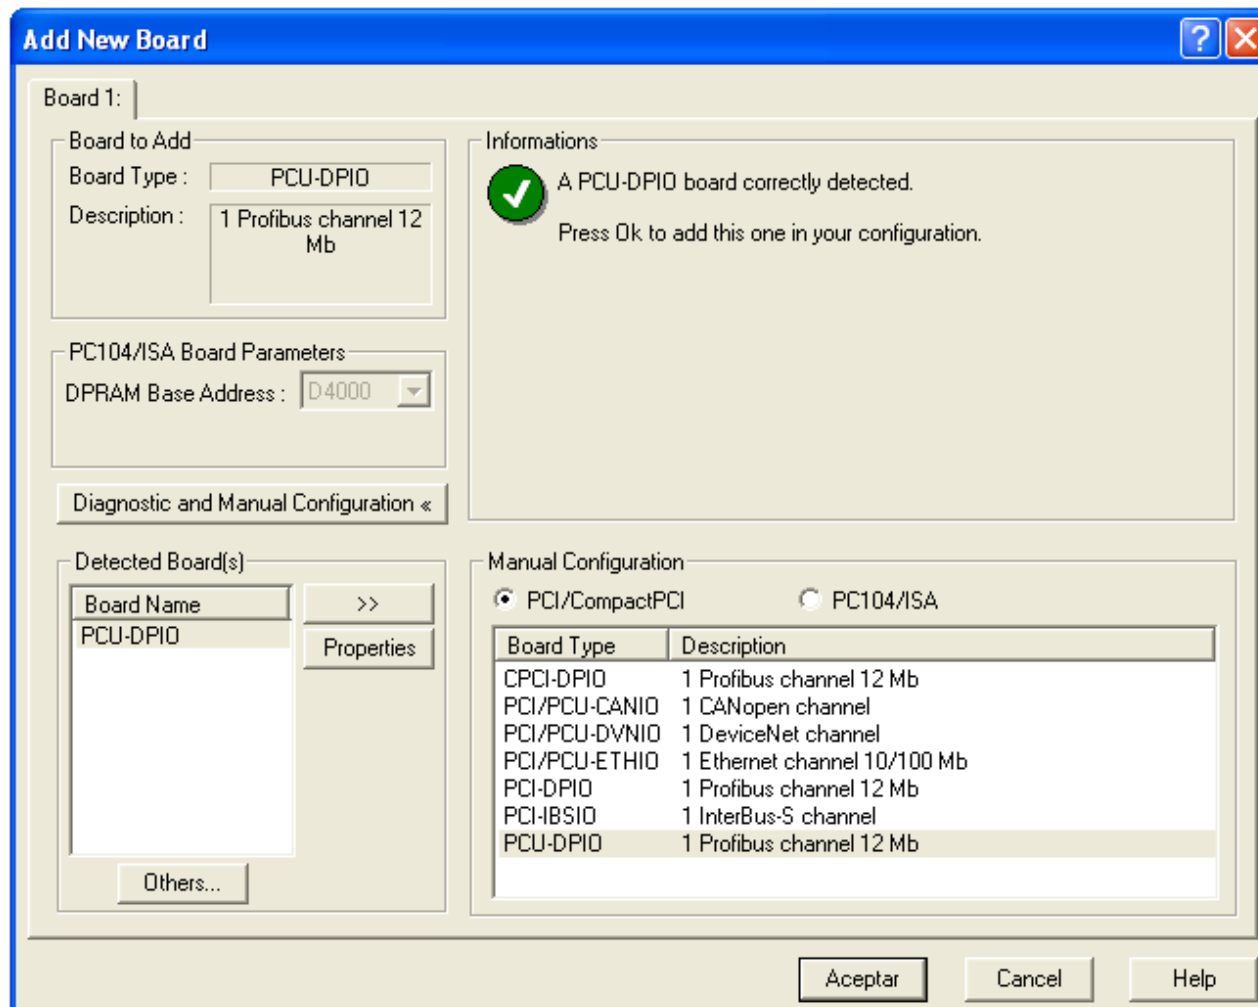 Add New Board
Board 1:
Board to Add
Board Type :
PCU-DPIO
Description :
1 Profibus channel 12
Mb
Informations
A PCU-DPIO board correctly detected.
Press Ok to add this one in your configuration.
PC104/ISA Board Parameters
DPRAM Base Address :
D4000
Diagnostic and Manual Configuration «
Detected Board(s)
Board Name
PCU-DPIO
>>
Properties
Others...
Manual Configuration
PCI/CompactPCI
PC104/ISA
Board Type Description
CPCI-DPIO 1 Profibus channel 12 Mb
PCI/PCU-CANIO 1 CANopen channel
PCI/PCU-DVNIO 1 DeviceNet channel
PCI/PCU-ETHIO 1 Ethernet channel 10/100 Mb
PCI-DPIO 1 Profibus channel 12 Mb
PCI-IBSIO 1 InterBus-S channel
PCU-DPIO 1 Profibus channel 12 Mb
Aceptar
Cancel
Help